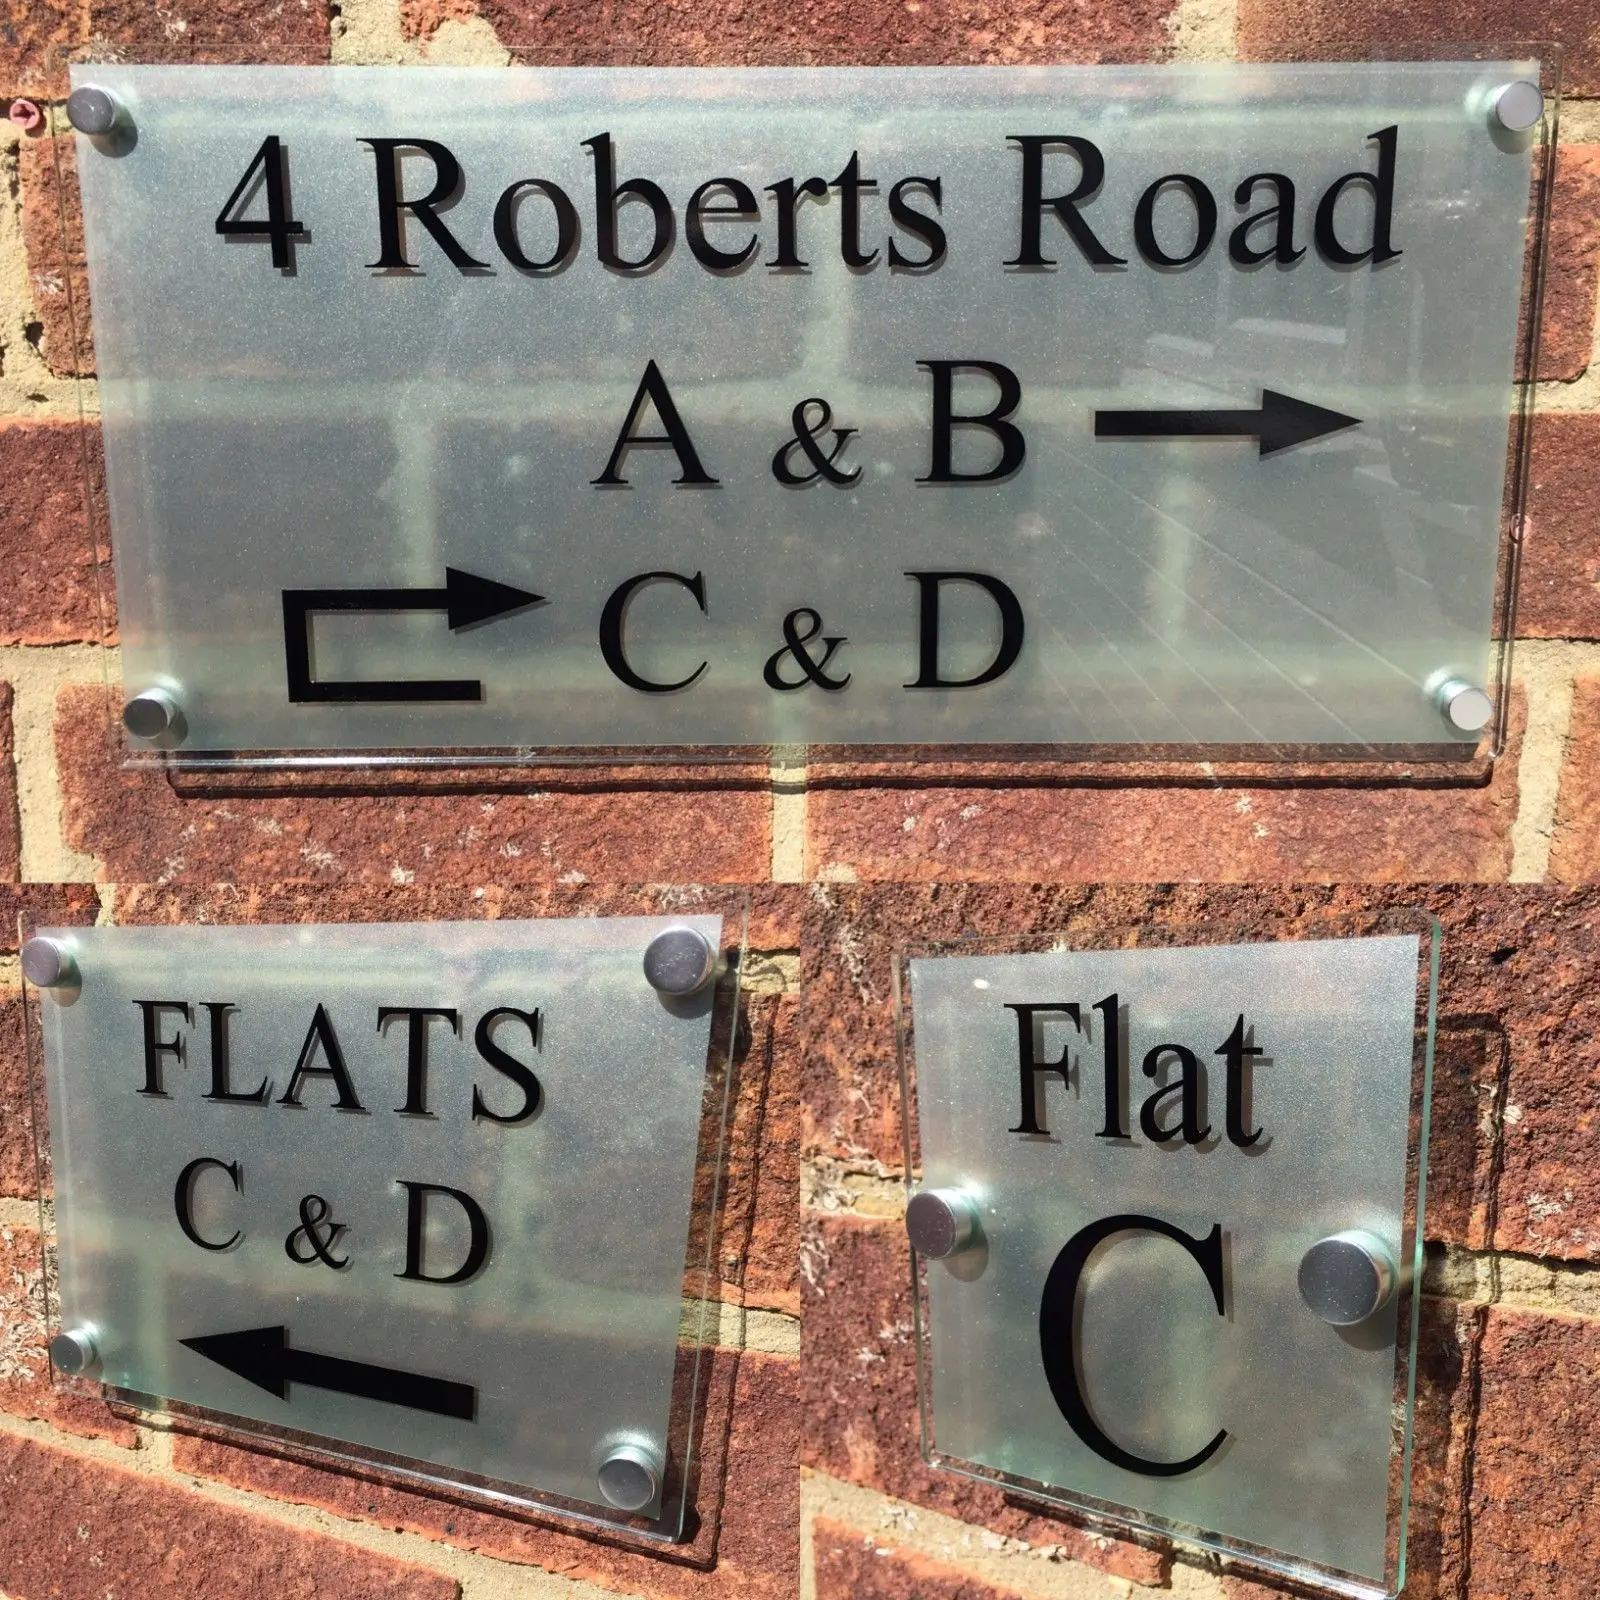 4 Roberts Road
A & B
C & D
FLATS
C & D
Flat
C